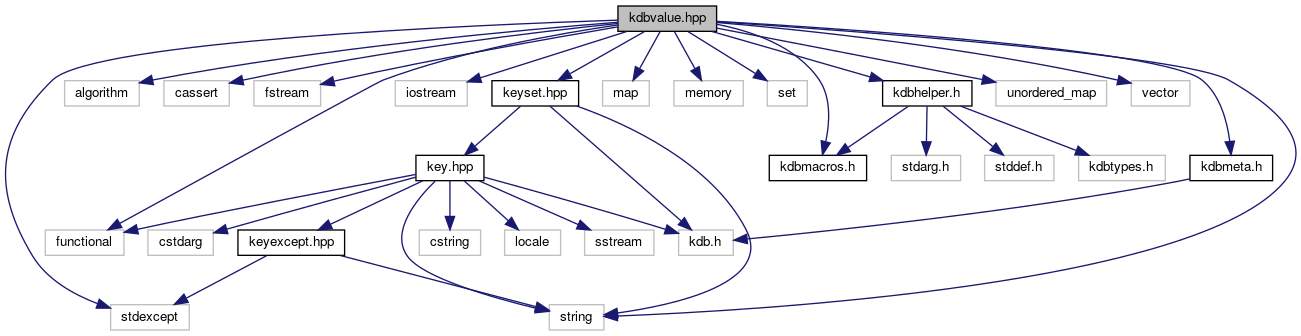 kdbvalue.hpp
algorithm
cassert
fstream
iostream
keyset.hpp
map
memory
set
kdbhelper.h
unordered_map
vector
key.hpp
kdbmacros.h
stdarg.h
stddef.h
kdbtypes.h
kdbmeta.h
functional
cstdarg
keyexcept.hpp
cstring
locale
sstream
kdb.h
stdexcept
string